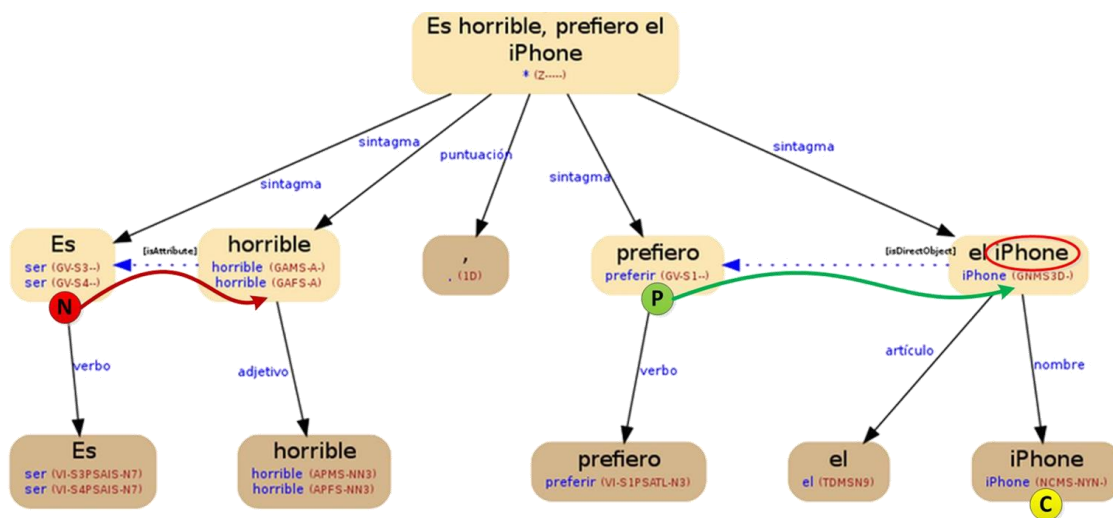 Es horrible, prefiero el
iPhone
* (Z-----)
sintagma
sintagma
puntuación
sintagma
sintagma
Es
ser (GV-S3--)
ser (GV-S4--)
N
[isAttribute]
horrible
horrible (GAMS-A-)
horrible (GAFS-A)
,
. (1D)
prefiero
preferir (GV-S1--)
P
[isDirectObject]
el iPhone
iPhone (GNMS3D-)
verbo
adjetivo
verbo
artículo
nombre
Es
ser (VI-S3PSAIS-N7)
ser (VI-S4PSAIS-N7)
horrible
horrible (APMS-NN3)
horrible (APFS-NN3)
prefiero
preferir (VI-S1PSATL-N3)
el
el (TDMSN9)
iPhone
iPhone (NCMS-NYN-)
C